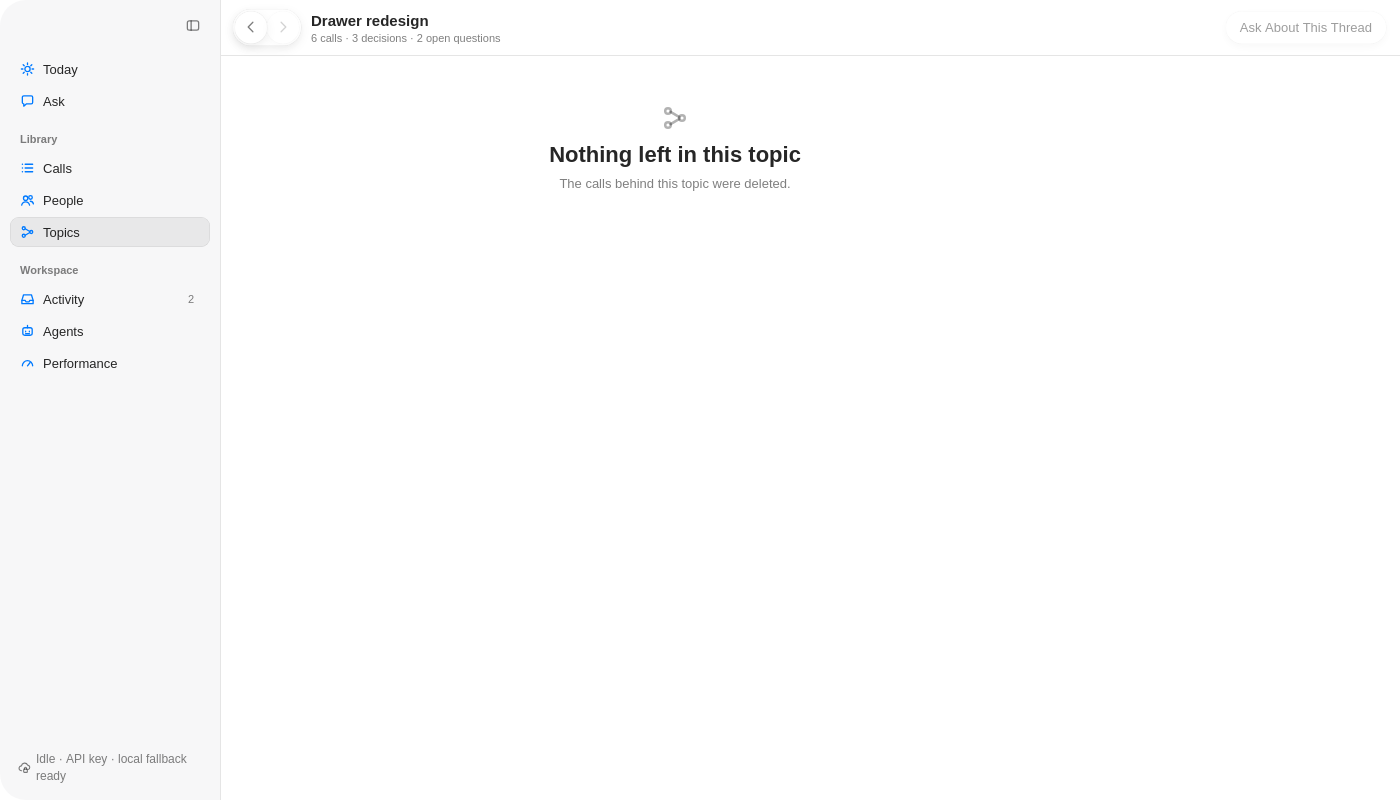 Today
Ask
Library
Calls
People
Topics
Workspace
Activity 2
Agents
Performance
Idle · API key · local fallback
ready
Drawer redesign
6 calls · 3 decisions · 2 open questions
Ask About This Thread
Nothing left in this topic
The calls behind this topic were deleted.